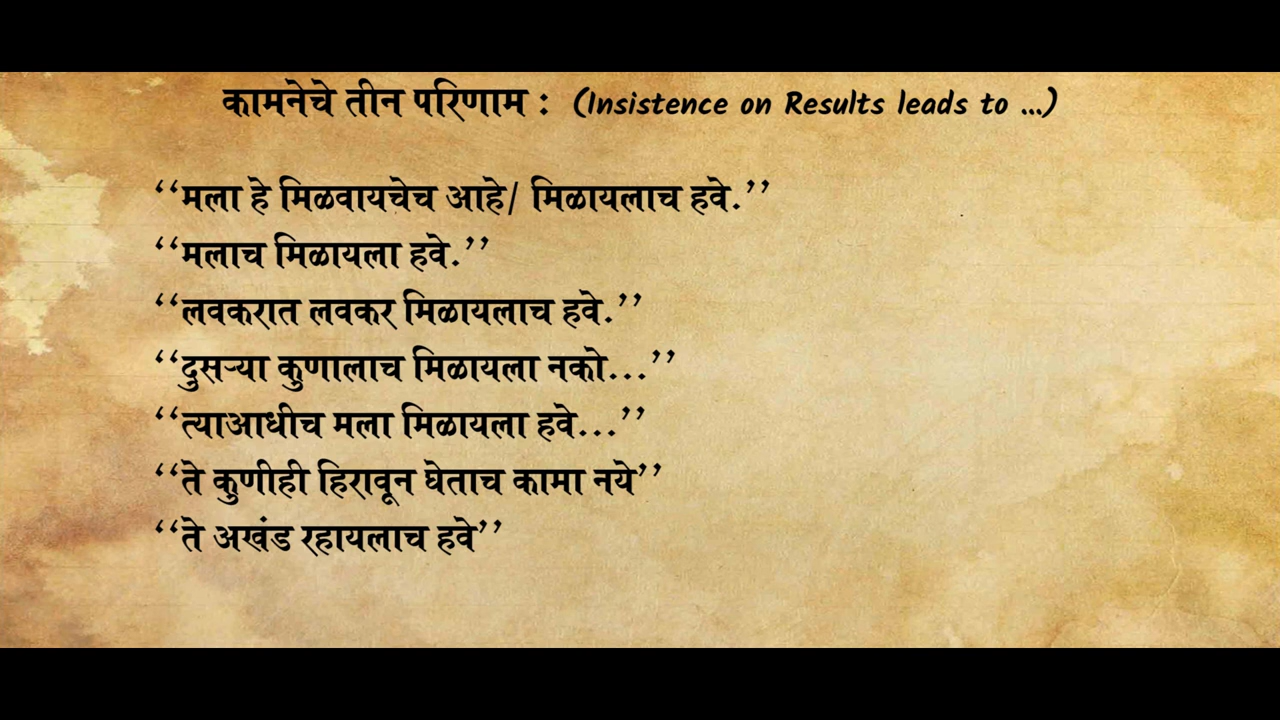 कामनेचे तीन परिणाम : (Insistence on Results leads to ...)
‘‘मला हे मिळवायचेच आहे/ मिळायलाच हवे.’’
‘‘मलाच मिळायला हवे.’’
‘‘लवकरात लवकर मिळायलाच हवे.’’
‘‘दुसऱ्या कुणालाच मिळायला नको...’’
‘‘त्याआधीच मला मिळायला हवे...’’
‘‘ते कुणीही हिरावून घेताच कामा नये’’
‘‘ते अखंड रहायलाच हवे’’